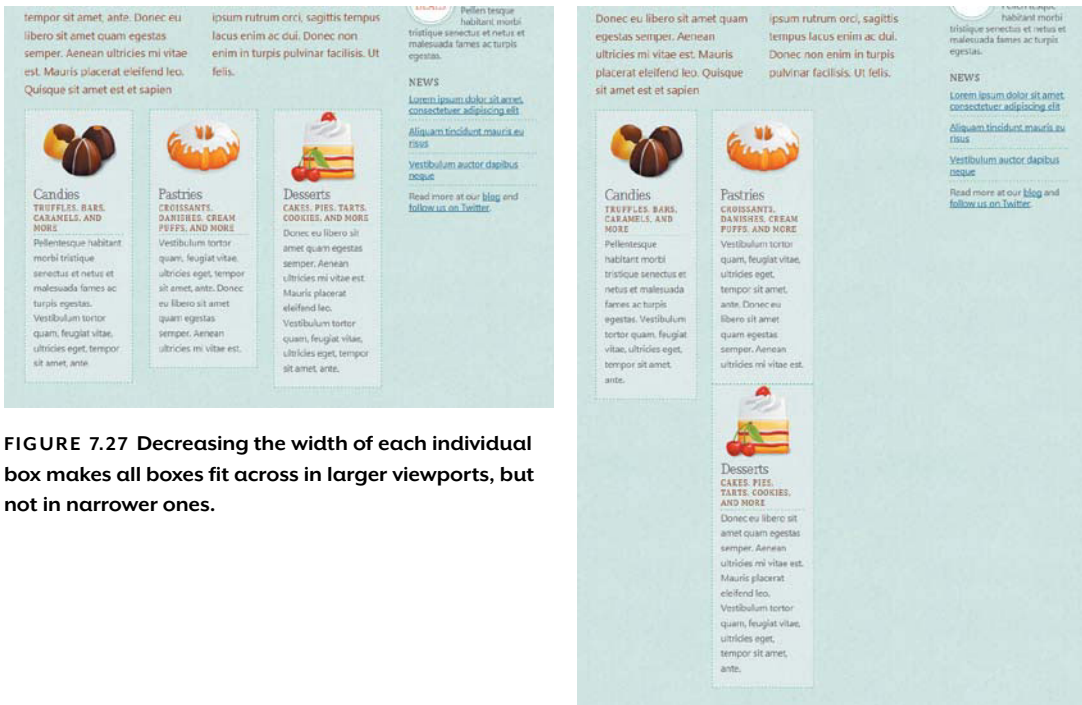 tempor sit amet, ante. Donec eu
libero sit amet quam egestas
semper. Aenean ultricies mi vitae
est. Mauris placerat eleifend leo.
Quisque sit amet est et sapien
ipsum rutrum orci, sagittis tempus
lacus enim ac dui. Donec non
enim in turpis pulvinar facilisis. Ut
felis.
Pellen tesque
habitant morbi
tristique senectus et netus et
malesuada fames ac turpis
egestas.
NEWS
Lorem ipsum dolor sit amet,
consectetuer adipiscing elit
Aliquam tincidunt mauris eu
risus
Vestibulum auctor dapibus
neque
Read more at our blog and
follow us on Twitter.
Candies
TRUFFLES, BARS,
CARAMELS, AND
MORE
Pellentesque habitant
morbi tristique
senectus et netus et
malesuada fames ac
turpis egestas.
Vestibulum tortor
quam, feugiat vitae,
ultricies eget, tempor
sit amet, ante.
Pastries
CROISSANTS,
DANISHES, CREAM
PUFFS, AND MORE
Vestibulum tortor
quam, feugiat vitae,
ultricies eget, tempor
sit amet, ante. Donec
eu libero sit amet
quam egestas
semper. Aenean
ultricies mi vitae est.
Desserts
CAKES, PIES, TARTS,
COOKIES, AND MORE
Donec eu libero sit
amet quam egestas
semper. Aenean
ultricies mi vitae est.
Mauris placerat
eleifend leo.
Vestibulum tortor
quam, feugiat vitae,
ultricies eget, tempor
sit amet, ante.
FIGURE 7.27 Decreasing the width of each individual
box makes all boxes fit across in larger viewports, but
not in narrower ones.
Donec eu libero sit amet quam
egestas semper. Aenean
ultricies mi vitae est. Mauris
placerat eleifend leo. Quisque
sit amet est et sapien
ipsum rutrum orci, sagittis
tempus lacus enim ac dui.
Donec non enim in turpis
pulvinar facilisis. Ut felis.
habitant morbi
tristique senectus et netus et
malesuada fames ac turpis
egestas.
NEWS
Lorem ipsum dolor sit amet,
consectetuer adipiscing elit
Aliquam tincidunt mauris eu
risus
Vestibulum auctor dapibus
neque
Read more at our blog and
follow us on Twitter.
Candies
TRUFFLES, BARS,
CARAMELS, AND
MORE
Pellentesque
habitant morbi
tristique senectus et
netus et malesuada
fames ac turpis
egestas. Vestibulum
tortor quam, feugiat
vitae, ultricies eget,
tempor sit amet,
ante.
Pastries
CROISSANTS,
DANISHES, CREAM
PUFFS, AND MORE
Vestibulum tortor
quam, feugiat vitae,
ultricies eget,
tempor sit amet,
ante. Donec eu
libero sit amet
quam egestas
semper. Aenean
ultricies mi vitae est.
Desserts
CAKES, PIES,
TARTS, COOKIES,
AND MORE
Donec eu libero sit
amet quam egestas
semper. Aenean
ultricies mi vitae est.
Mauris placerat
eleifend leo.
Vestibulum tortor
quam, feugiat vitae,
ultricies eget,
tempor sit amet,
ante.